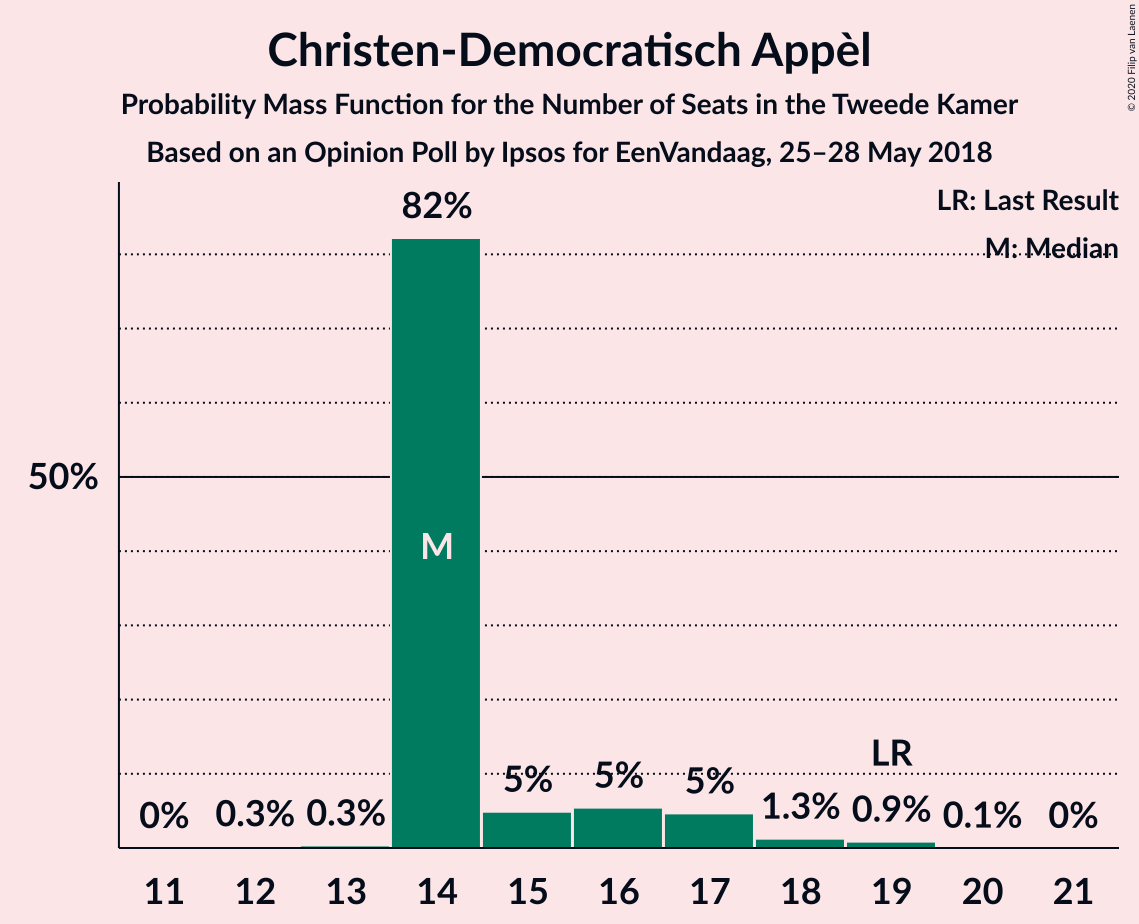 Christen-Democratisch Appèl
Probability Mass Function for the Number of Seats in the Tweede Kamer
Based on an Opinion Poll by Ipsos for EenVandaag, 25–28 May 2018
© 2020 Filip van Laenen
LR: Last Result
M: Median
82%
50%
M
LR
0% 0.3% 0.3% 5% 5% 5% 1.3% 0.9% 0.1% 0%
11 12 13 14 15 16 17 18 19 20 21